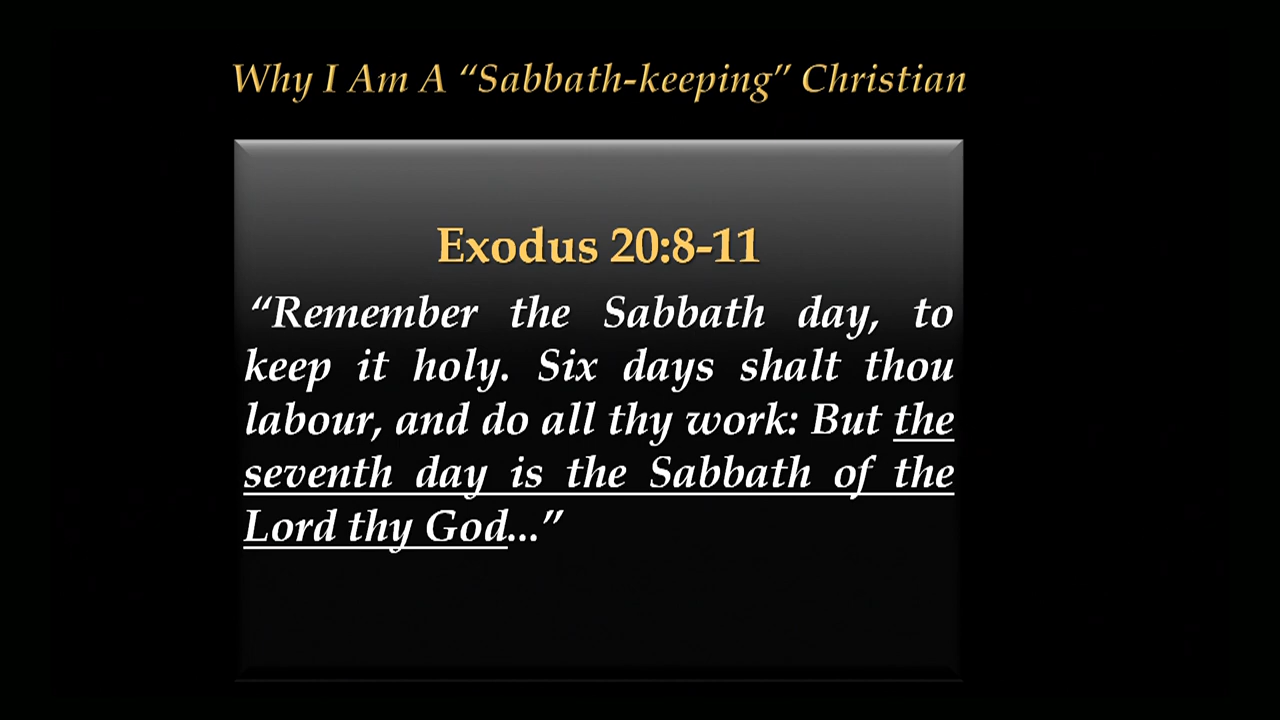 Why I Am A “Sabbath-keeping” Christian
Exodus 20:8-11
“Remember the Sabbath day, to
keep it holy. Six days shalt thou
labour, and do all thy work: But the
seventh day is the Sabbath of the
Lord thy God...”